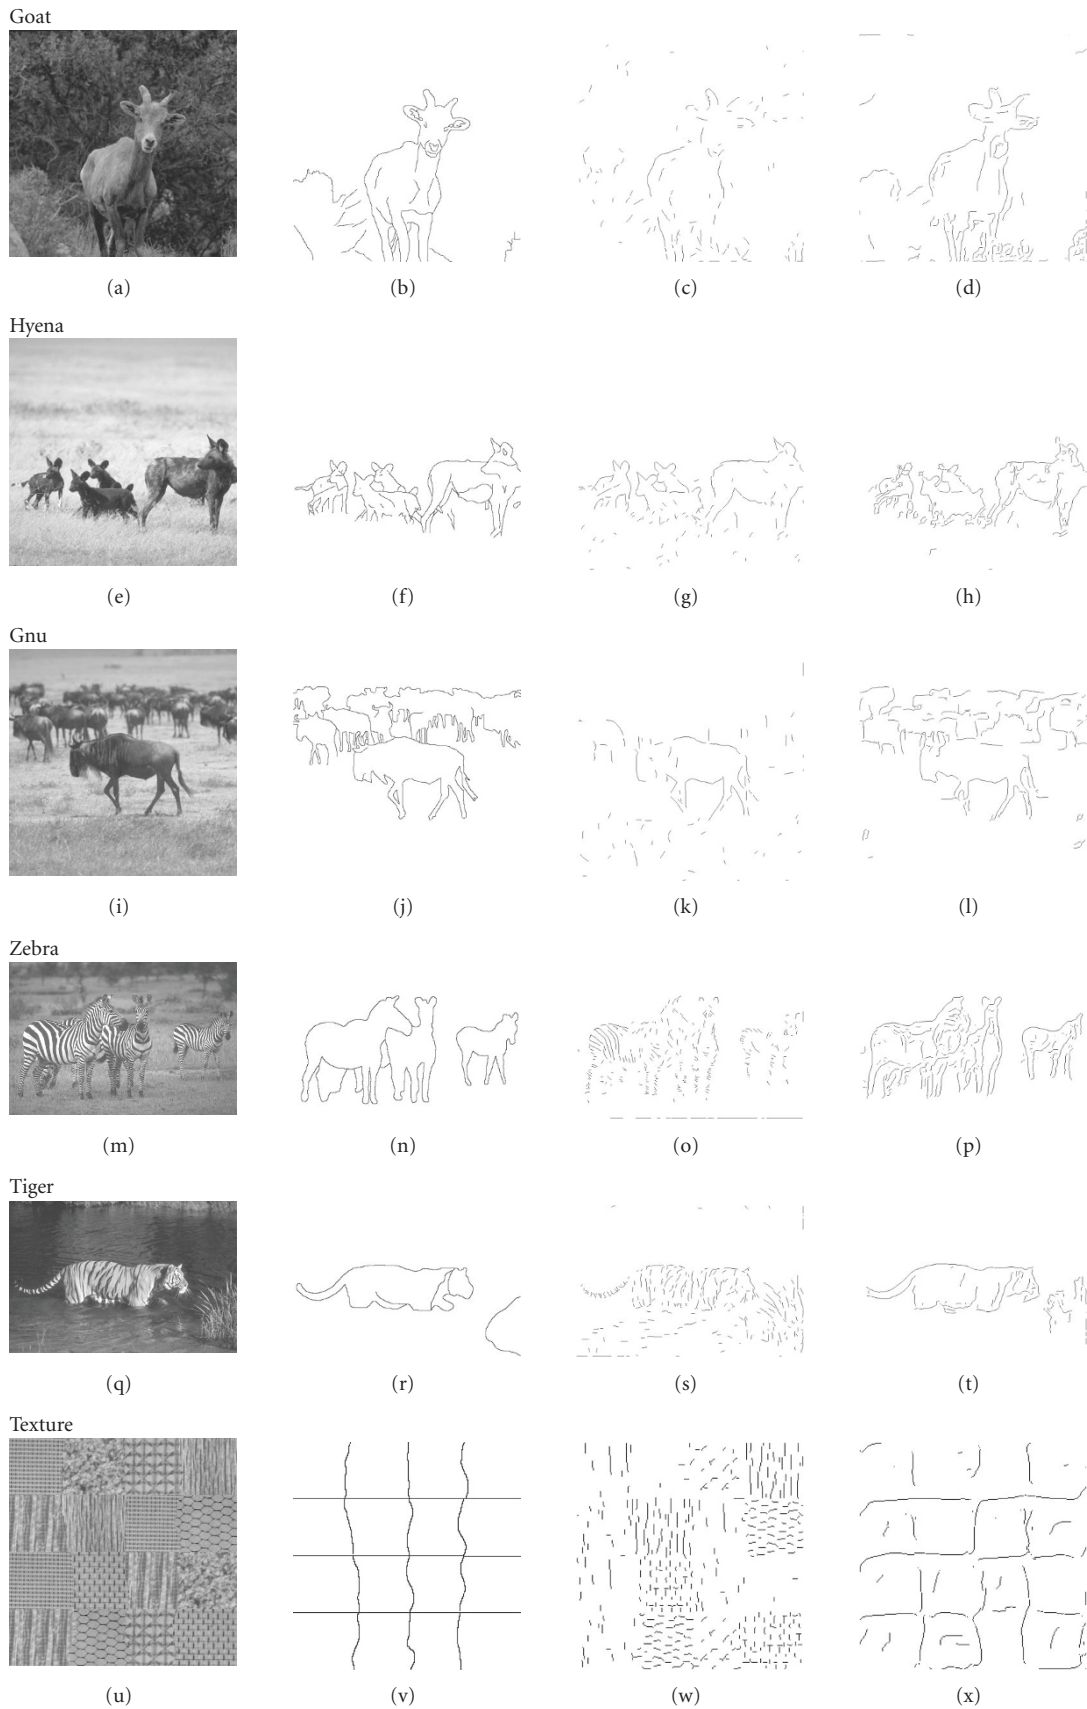 Goat
(a) (b) (c) (d)
Hyena
(e) (f) (g) (h)
Gnu
(i) (j) (k) (l)
Zebra
(m) (n) (o) (p)
Tiger
(q) (r) (s) (t)
Texture
(u) (v) (w) (x)